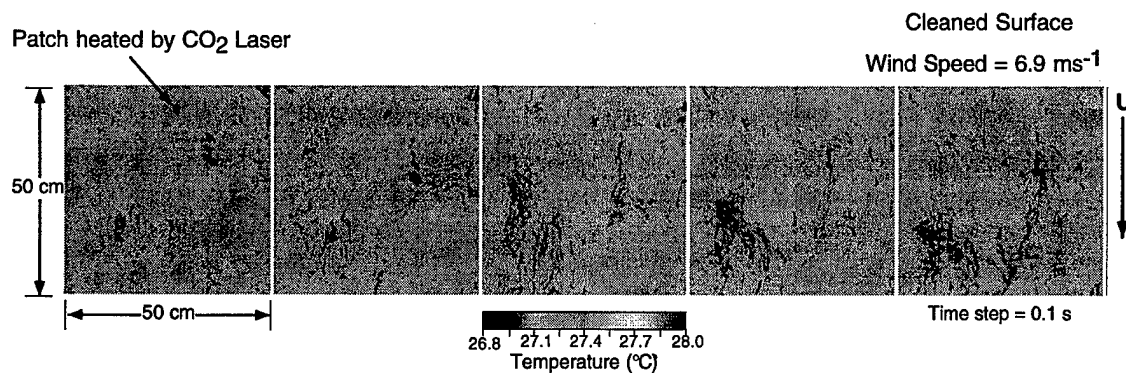 Cleaned Surface
Patch heated by CO2 Laser
Wind Speed = 6.9 ms-1
U
50 cm
50 cm
Time step = 0.1 s
26.8 27.1 27.4 27.7 28.0
Temperature (°C)